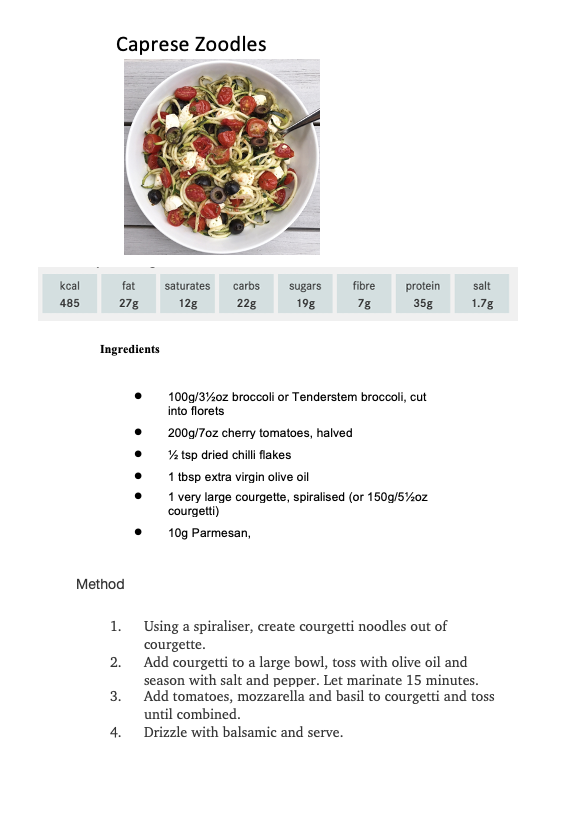 Caprese Zoodles
kcal fat saturates carbs sugars fibre protein salt
485 27g 12g 22g 19g 7g 35g 1.7g
Ingredients
● 100g/3½oz broccoli or Tenderstem broccoli, cut
into florets
● 200g/7oz cherry tomatoes, halved
● ½ tsp dried chilli flakes
● 1 tbsp extra virgin olive oil
● 1 very large courgette, spiralised (or 150g/5½oz
courgetti)
● 10g Parmesan,
Method
1. Using a spiraliser, create courgetti noodles out of
courgette.
2. Add courgetti to a large bowl, toss with olive oil and
season with salt and pepper. Let marinate 15 minutes.
3. Add tomatoes, mozzarella and basil to courgetti and toss
until combined.
4. Drizzle with balsamic and serve.